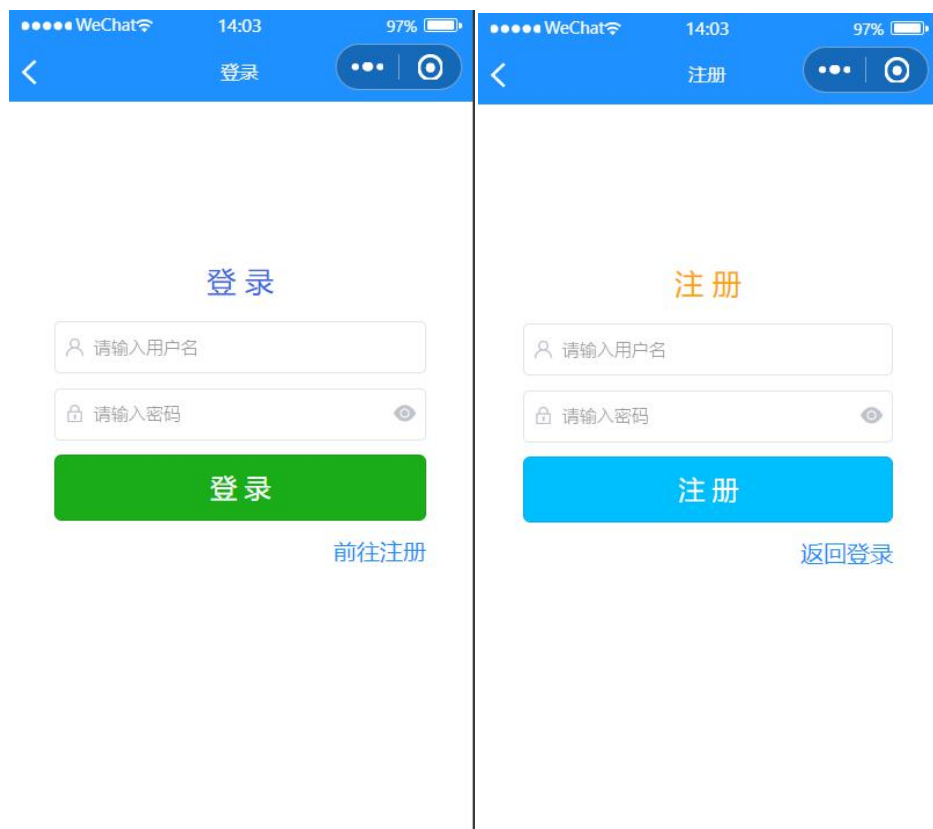 WeChat 14:03 97%
登录
登 录
请输入用户名
请输入密码
登 录
前往注册
WeChat 14:03 97%
注册
注 册
请输入用户名
请输入密码
注 册
返回登录